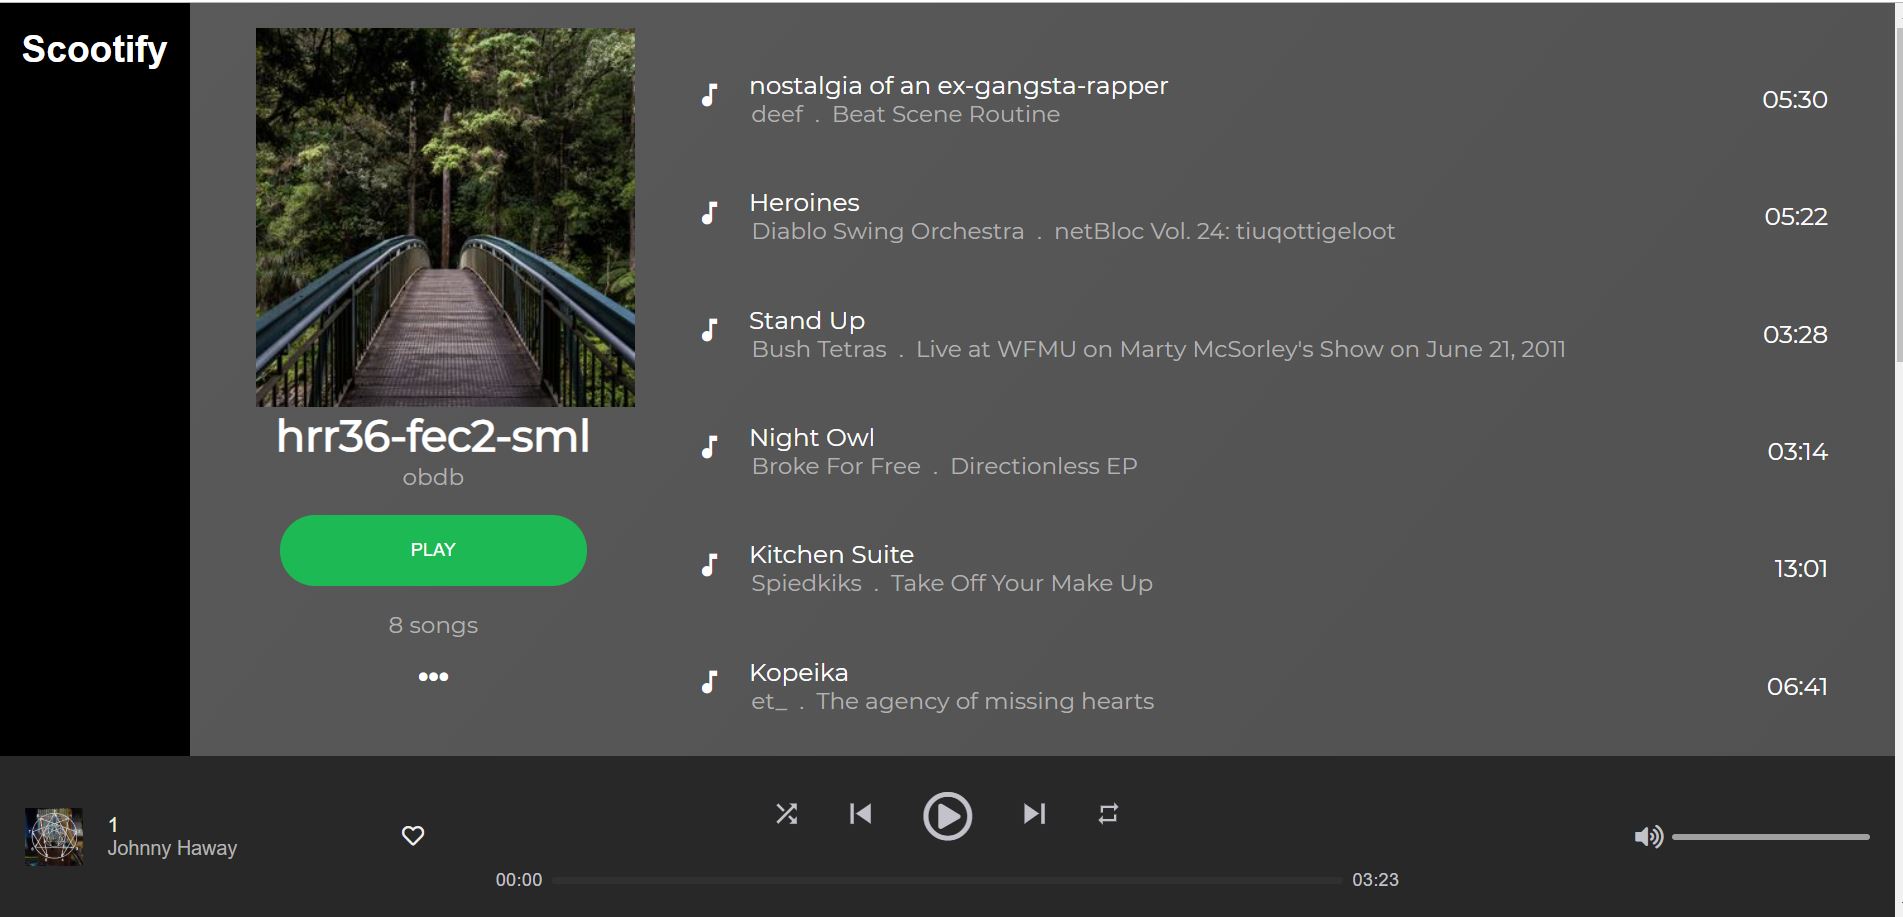 Scootify
hrr36-fec2-sml
obdb
PLAY
8 songs
•••
nostalgia of an ex-gangsta-rapper
deef . Beat Scene Routine
05:30
Heroines
Diablo Swing Orchestra . netBloc Vol. 24: tiuqottigeloot
05:22
Stand Up
Bush Tetras . Live at WFMU on Marty McSorley's Show on June 21, 2011
03:28
Night Owl
Broke For Free . Directionless EP
03:14
Kitchen Suite
Spiedkiks . Take Off Your Make Up
13:01
Kopeika
et_ . The agency of missing hearts
06:41
1
Johnny Haway
00:00
03:23